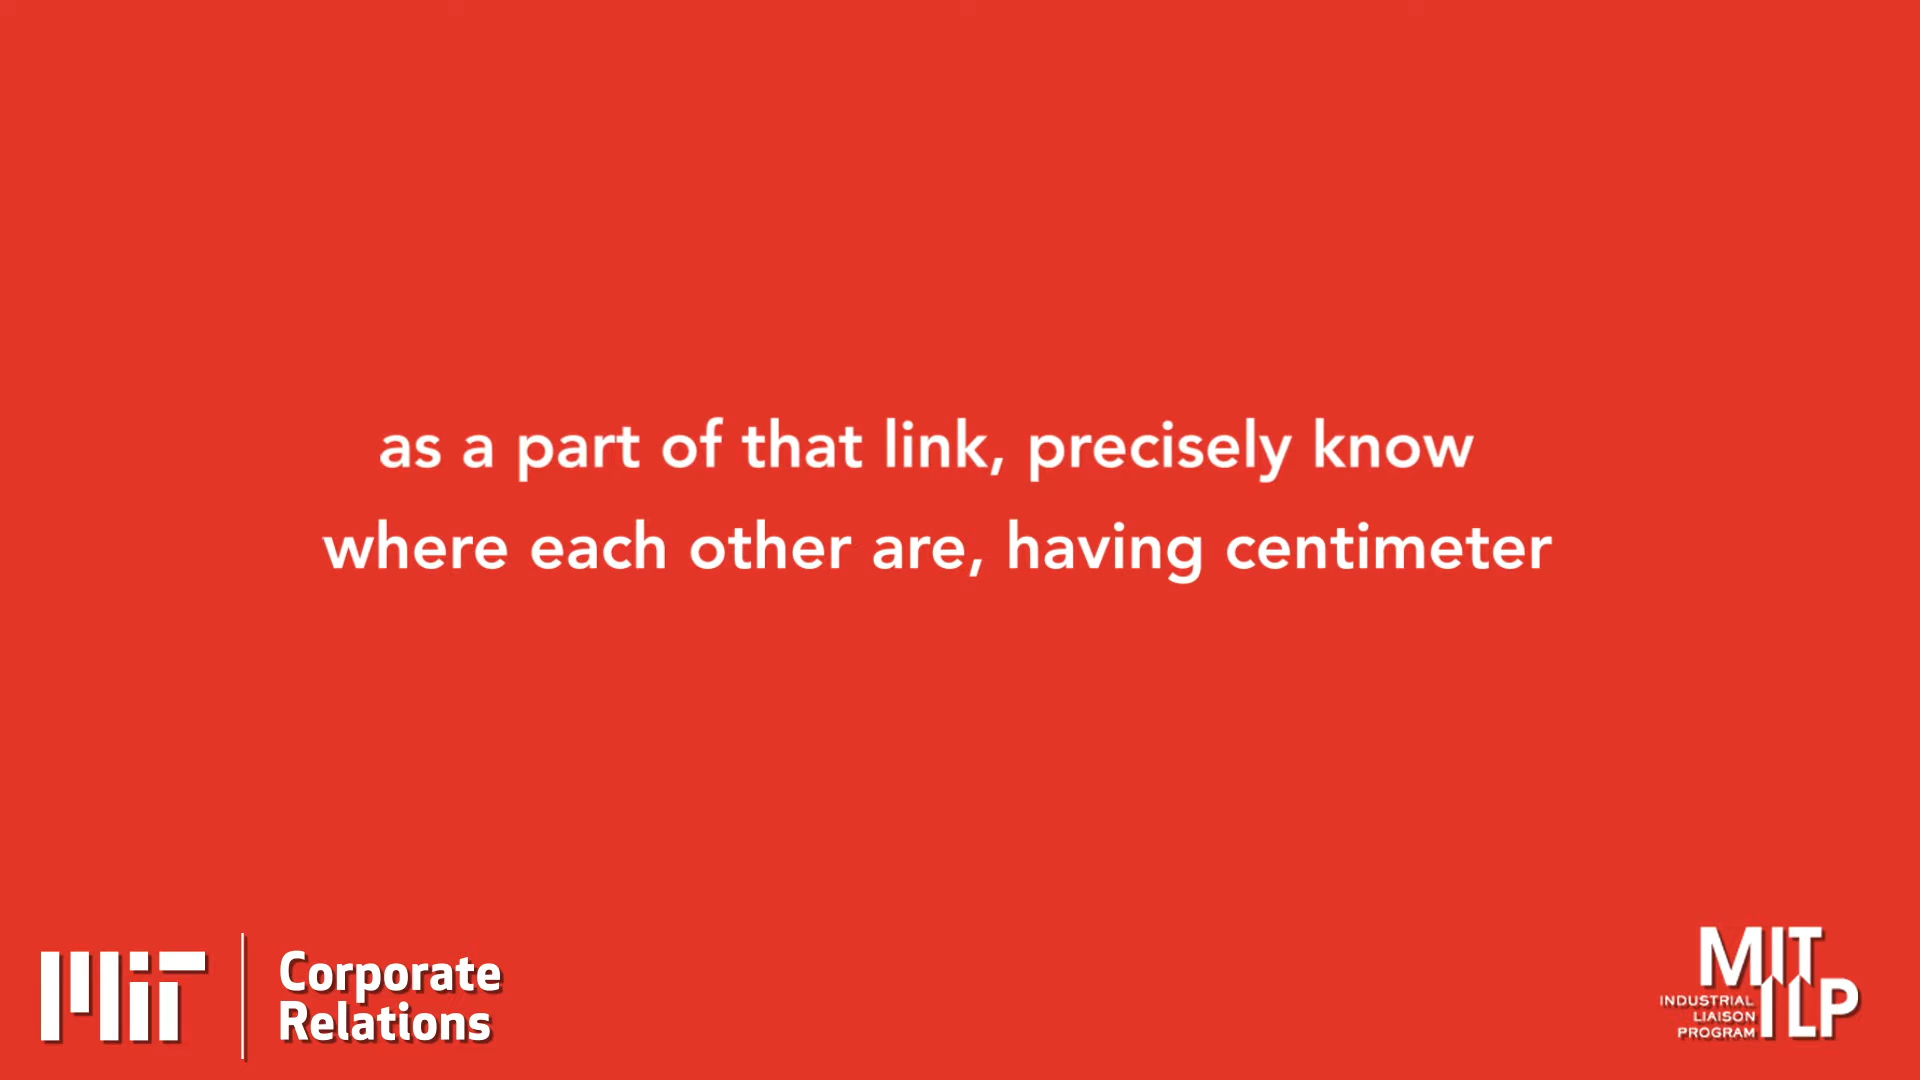 as a part of that link, precisely know
where each other are, having centimeter
MIT
Corporate
Relations
MIT
ILP
INDUSTRIAL
LIAISON
PROGRAM